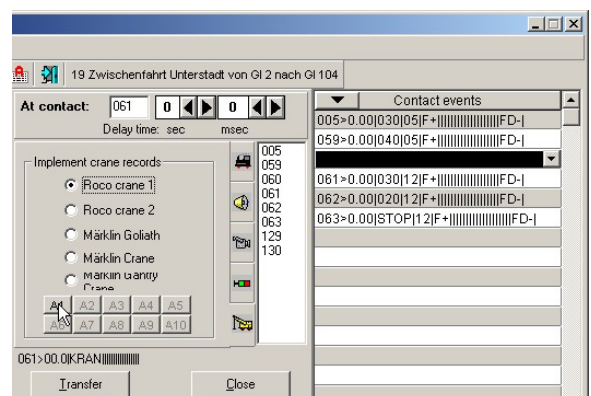 19 Zwischenfahrt Unterstadt von Gl 2 nach Gl 104
At contact: 061 0 0
Delay time: sec msec
Implement crane records
Roco crane 1
Roco crane 2
Märklin Goliath
Märklin Crane
Märklin Gantry
Crane
A1 A2 A3 A4 A5
A6 A7 A8 A9 A10
005
059
060
061
062
063
129
130
061>00.0|KRAN||||||||||||||
Transfer Close
Contact events
005>0.00|030|05|F+||||||||||||||||||FD-|
059>0.00|040|05|F+||||||||||||||||||FD-|
061>0.00|030|12|F+||||||||||||||||||FD-|
062>0.00|020|12|F+||||||||||||||||||FD-|
063>0.00|STOP|12|F+||||||||||||||||||FD-|